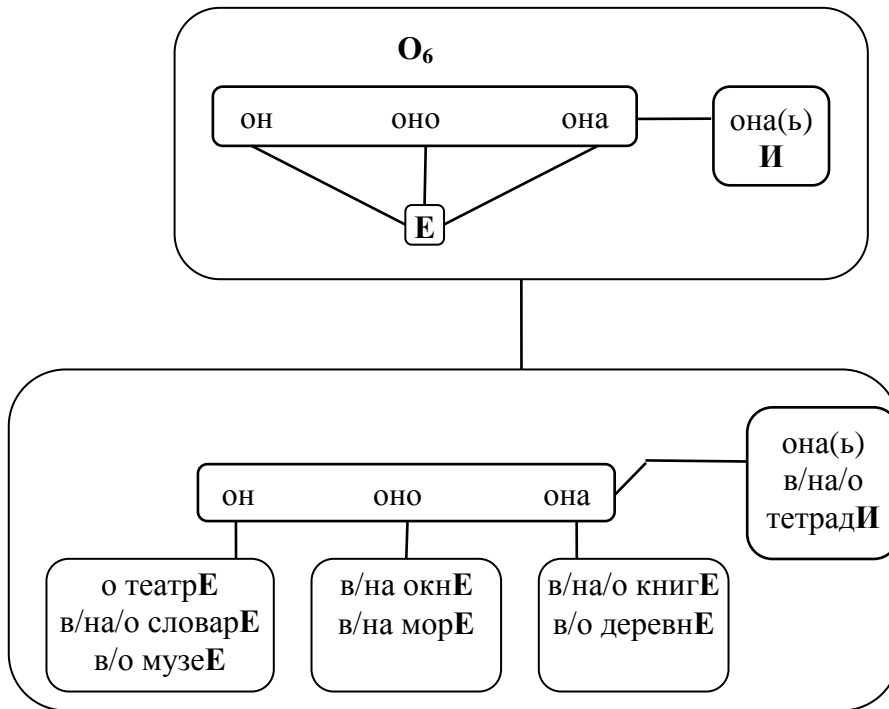 О₆
он оно она
она(ь)
И
Е
она(ь)
в/на/о
тетрадИ
он оно она
о театрЕ
в/на/о словарЕ
в/о музеЕ
в/на окнЕ
в/на морЕ
в/на/о книгЕ
в/о деревнЕ